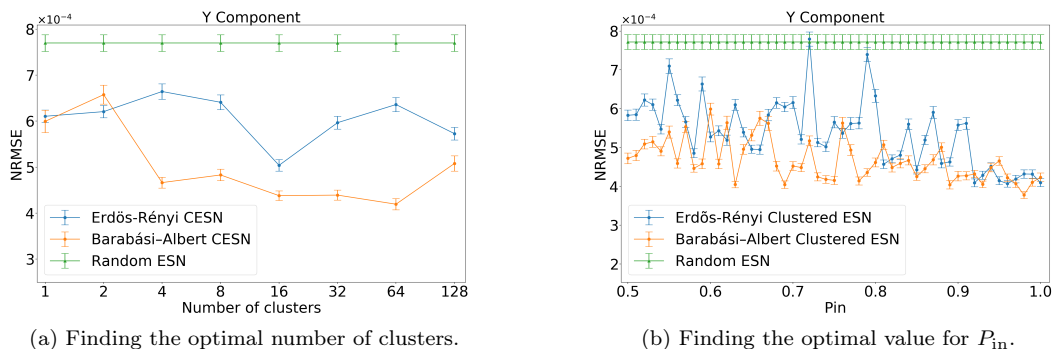 Y Component
×10⁻⁴
8
7
6
5
4
3
NRMSE
Erdös-Rényi CESN
Barabási–Albert CESN
Random ESN
1 2 4 8 16 32 64 128
Number of clusters
(a) Finding the optimal number of clusters.
Y Component
×10⁻⁴
8
7
6
5
4
3
2
NRMSE
Erdõs-Rényi Clustered ESN
Barabási–Albert Clustered ESN
Random ESN
0.5 0.6 0.7 0.8 0.9 1.0
Pin
(b) Finding the optimal value for P_in.